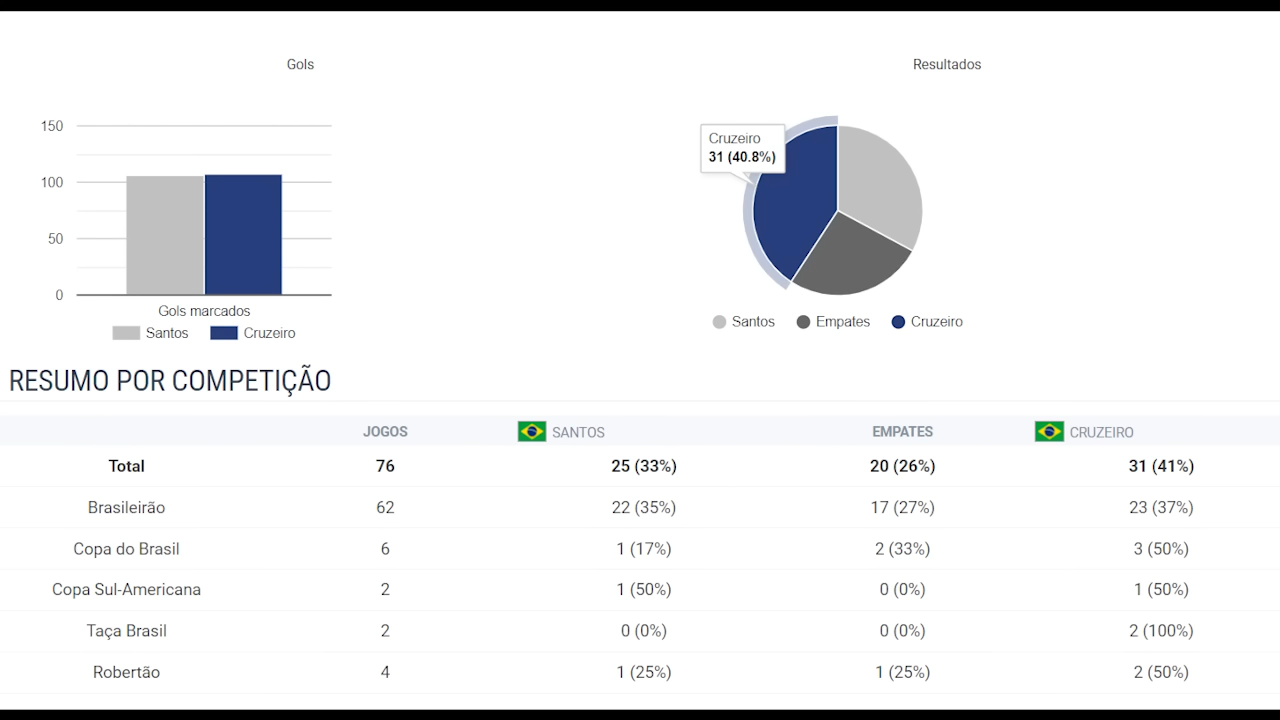 Gols
150
100
50
0
Gols marcados
Santos Cruzeiro
Resultados
Cruzeiro
31 (40.8%)
Santos Empates Cruzeiro
RESUMO POR COMPETIÇÃO
JOGOS SANTOS EMPATES CRUZEIRO
Total 76 25 (33%) 20 (26%) 31 (41%)
Brasileirão 62 22 (35%) 17 (27%) 23 (37%)
Copa do Brasil 6 1 (17%) 2 (33%) 3 (50%)
Copa Sul-Americana 2 1 (50%) 0 (0%) 1 (50%)
Taça Brasil 2 0 (0%) 0 (0%) 2 (100%)
Robertão 4 1 (25%) 1 (25%) 2 (50%)